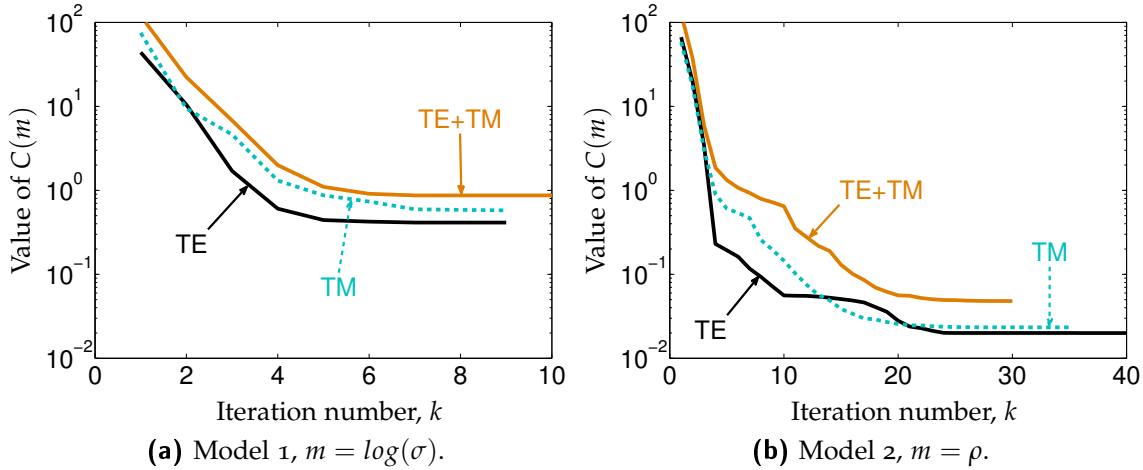 10^2
10^1
10^0
10^-1
10^-2
Value of C(m)
TE+TM
TE
TM
0 2 4 6 8 10
Iteration number, k
(a) Model 1, m = log(σ).
10^2
10^1
10^0
10^-1
10^-2
Value of C(m)
TE+TM
TM
TE
0 10 20 30 40
Iteration number, k
(b) Model 2, m = ρ.